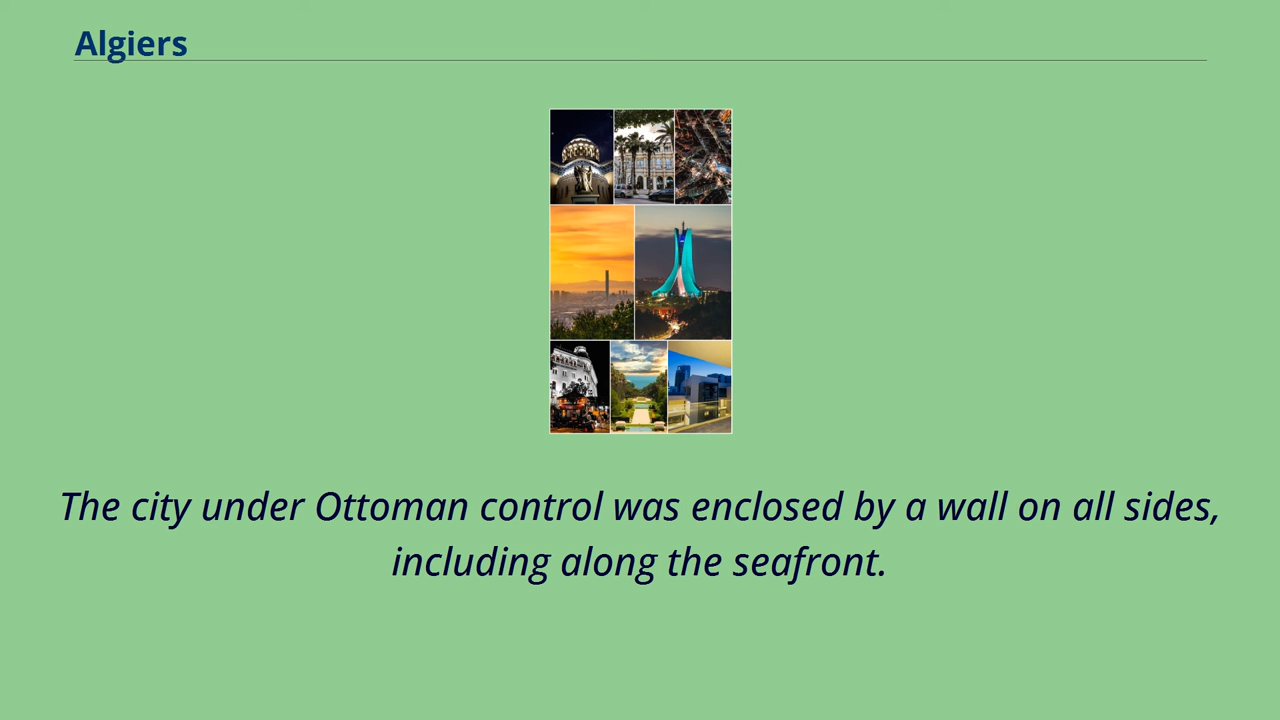 Algiers
The city under Ottoman control was enclosed by a wall on all sides,
including along the seafront.